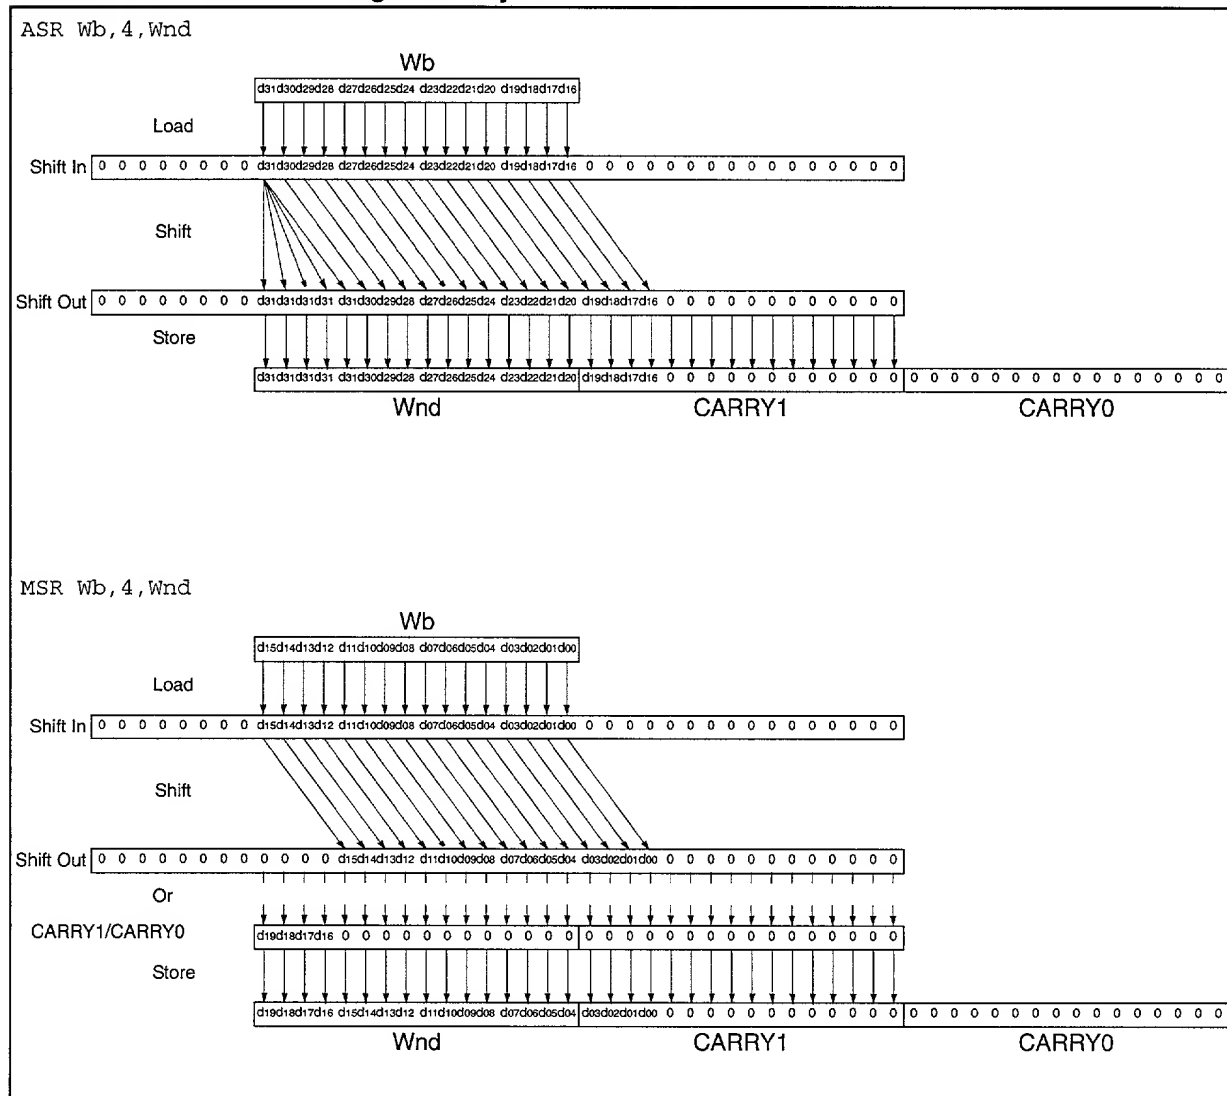 ASR Wb,4,Wnd
Wb
d31d30d29d28 d27d26d25d24 d23d22d21d20 d19d18d17d16
Load
Shift In 0 0 0 0 0 0 0 0 d31d30d29d28 d27d26d25d24 d23d22d21d20 d19d18d17d16 0 0 0 0 0 0 0 0 0 0 0 0 0 0 0 0
Shift
Shift Out 0 0 0 0 0 0 0 0 d31d31d31d31 d31d30d29d28 d27d26d25d24 d23d22d21d20 d19d18d17d16 0 0 0 0 0 0 0 0 0 0 0 0
Store
d31d31d31d31 d31d30d29d28 d27d26d25d24 d23d22d21d20 d19d18d17d16 0 0 0 0 0 0 0 0 0 0 0 0 0 0 0 0 0 0 0 0 0 0 0 0 0 0 0 0
Wnd CARRY1 CARRY0
MSR Wb,4,Wnd
Wb
d15d14d13d12 d11d10d09d08 d07d06d05d04 d03d02d01d00
Load
Shift In 0 0 0 0 0 0 0 0 d15d14d13d12 d11d10d09d08 d07d06d05d04 d03d02d01d00 0 0 0 0 0 0 0 0 0 0 0 0 0 0 0 0
Shift
Shift Out 0 0 0 0 0 0 0 0 0 0 0 0 d15d14d13d12 d11d10d09d08 d07d06d05d04 d03d02d01d00 0 0 0 0 0 0 0 0 0 0 0 0
Or
CARRY1/CARRY0 d19d18d17d16 0 0 0 0 0 0 0 0 0 0 0 0 0 0 0 0 0 0 0 0 0 0 0 0 0 0 0 0
Store
d19d18d17d16 d15d14d13d12 d11d10d09d08 d07d06d05d04 d03d02d01d00 0 0 0 0 0 0 0 0 0 0 0 0 0 0 0 0 0 0 0 0 0 0 0 0 0 0 0 0
Wnd CARRY1 CARRY0